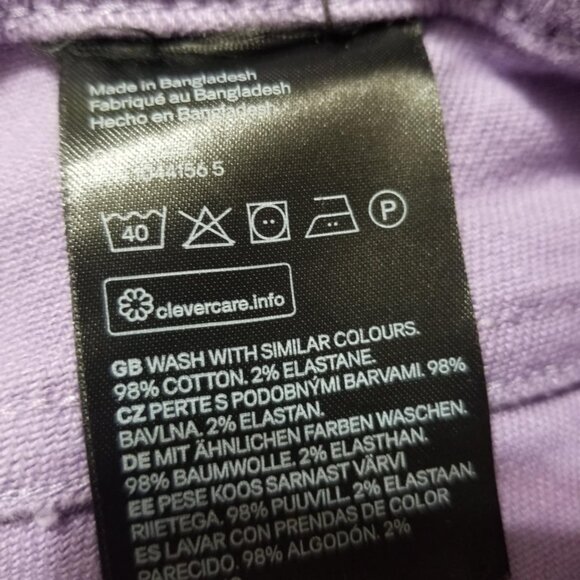 Made in Bangladesh
Fabriqué au Bangladesh
Hecho en Bangladesh
40
P
clevercare.info
GB WASH WITH SIMILAR COLOURS.
98% COTTON. 2% ELASTANE.
CZ PERTE S PODOBNÝMI BARVAMI. 98%
BAVLNA. 2% ELASTAN.
DE MIT ÄHNLICHEN FARBEN WASCHEN.
98% BAUMWOLLE. 2% ELASTHAN.
EE PESE KOOS SARNAST VÄRVI
RIIETEGA. 98% PUUVILL. 2% ELASTAAN.
ES LAVAR CON PRENDAS DE COLOR
PARECIDO. 98% ALGODÓN. 2%